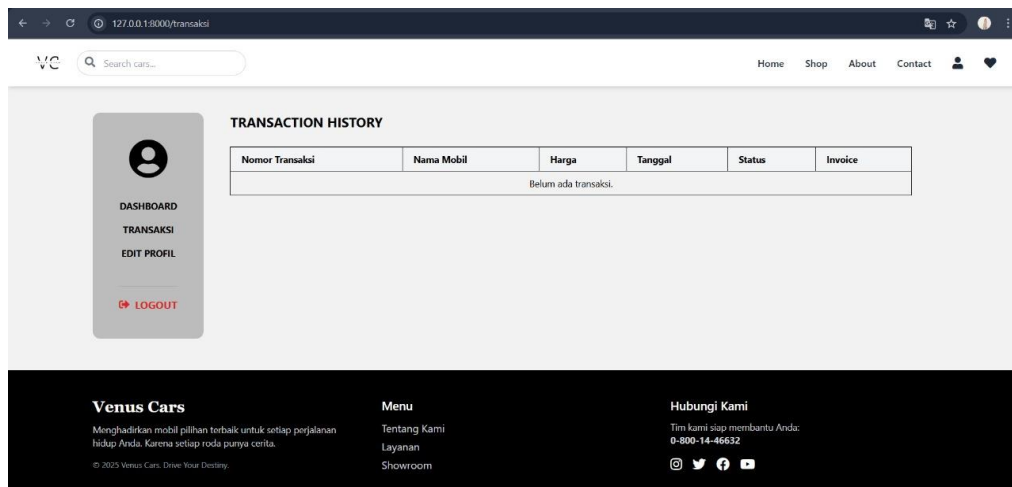 127.0.0.1:8000/transaksi
VC
Search cars...
Home Shop About Contact
DASHBOARD
TRANSAKSI
EDIT PROFIL
LOGOUT
TRANSACTION HISTORY
Nomor Transaksi Nama Mobil Harga Tanggal Status Invoice
Belum ada transaksi.
Venus Cars
Menghadirkan mobil pilihan terbaik untuk setiap perjalanan
hidup Anda. Karena setiap roda punya cerita.
© 2025 Venus Cars. Drive Your Destiny.
Menu
Tentang Kami
Layanan
Showroom
Hubungi Kami
Tim kami siap membantu Anda:
0-800-14-46632